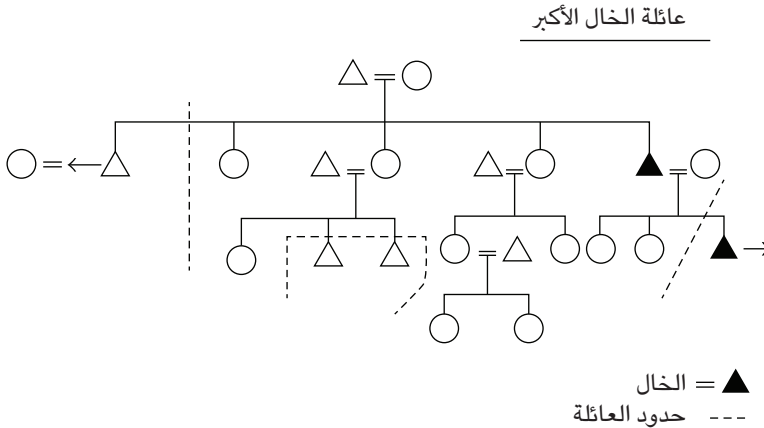 عائلة الخال الأكبر
= الخال
--- حدود العائلة